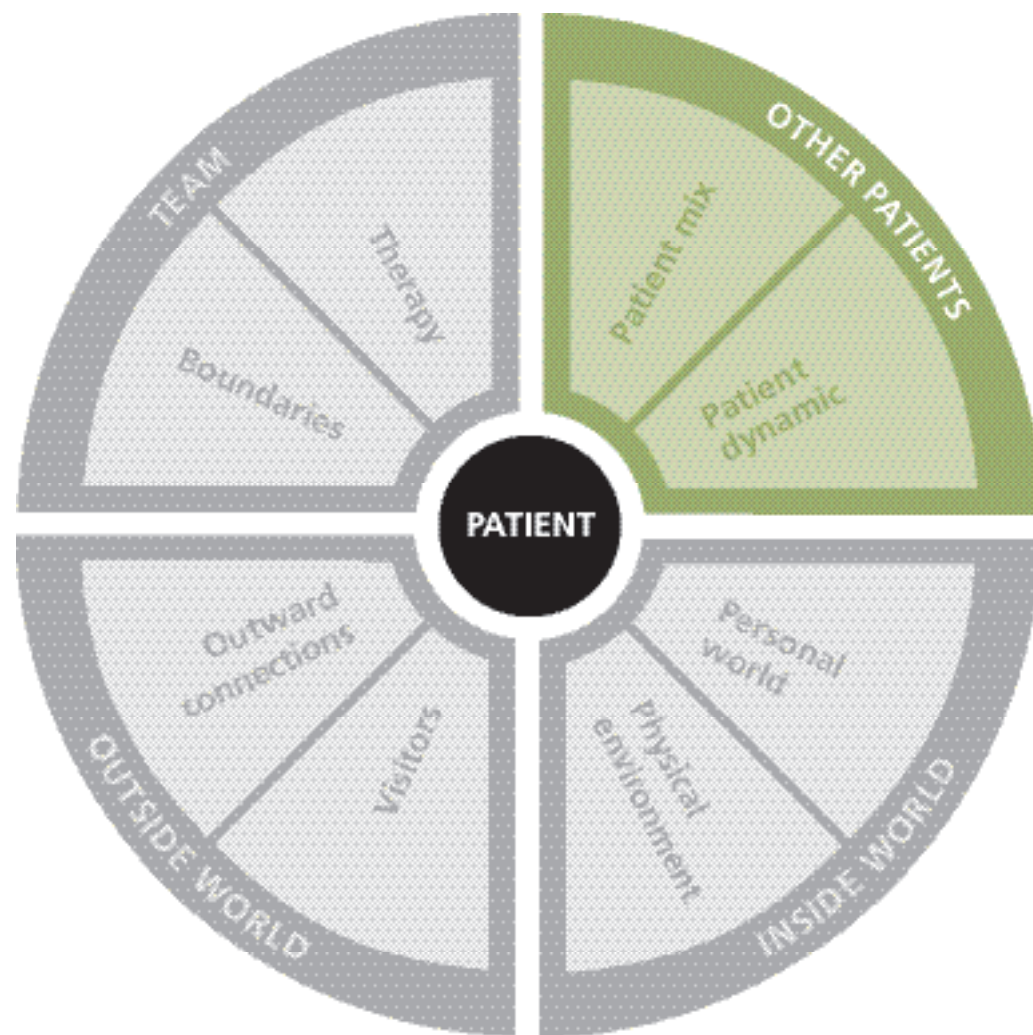 TEAM
Therapy
Boundaries
OTHER PATIENTS
Patient mix
Patient
dynamic
PATIENT
Outward
connections
Visitors
OUTSIDE WORLD
Personal
world
Physical
environment
INSIDE WORLD